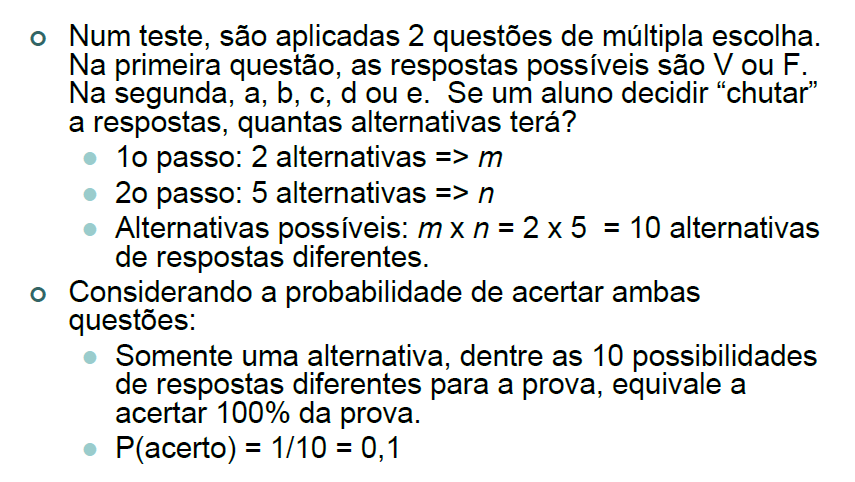 Num teste, são aplicadas 2 questões de múltipla escolha.
Na primeira questão, as respostas possíveis são V ou F.
Na segunda, a, b, c, d ou e.  Se um aluno decidir “chutar”
a respostas, quantas alternativas terá?
1o passo: 2 alternativas => m
2o passo: 5 alternativas => n
Alternativas possíveis: m x n = 2 x 5  = 10 alternativas
de respostas diferentes.
Considerando a probabilidade de acertar ambas
questões:
Somente uma alternativa, dentre as 10 possibilidades
de respostas diferentes para a prova, equivale a
acertar 100% da prova.
P(acerto) = 1/10 = 0,1